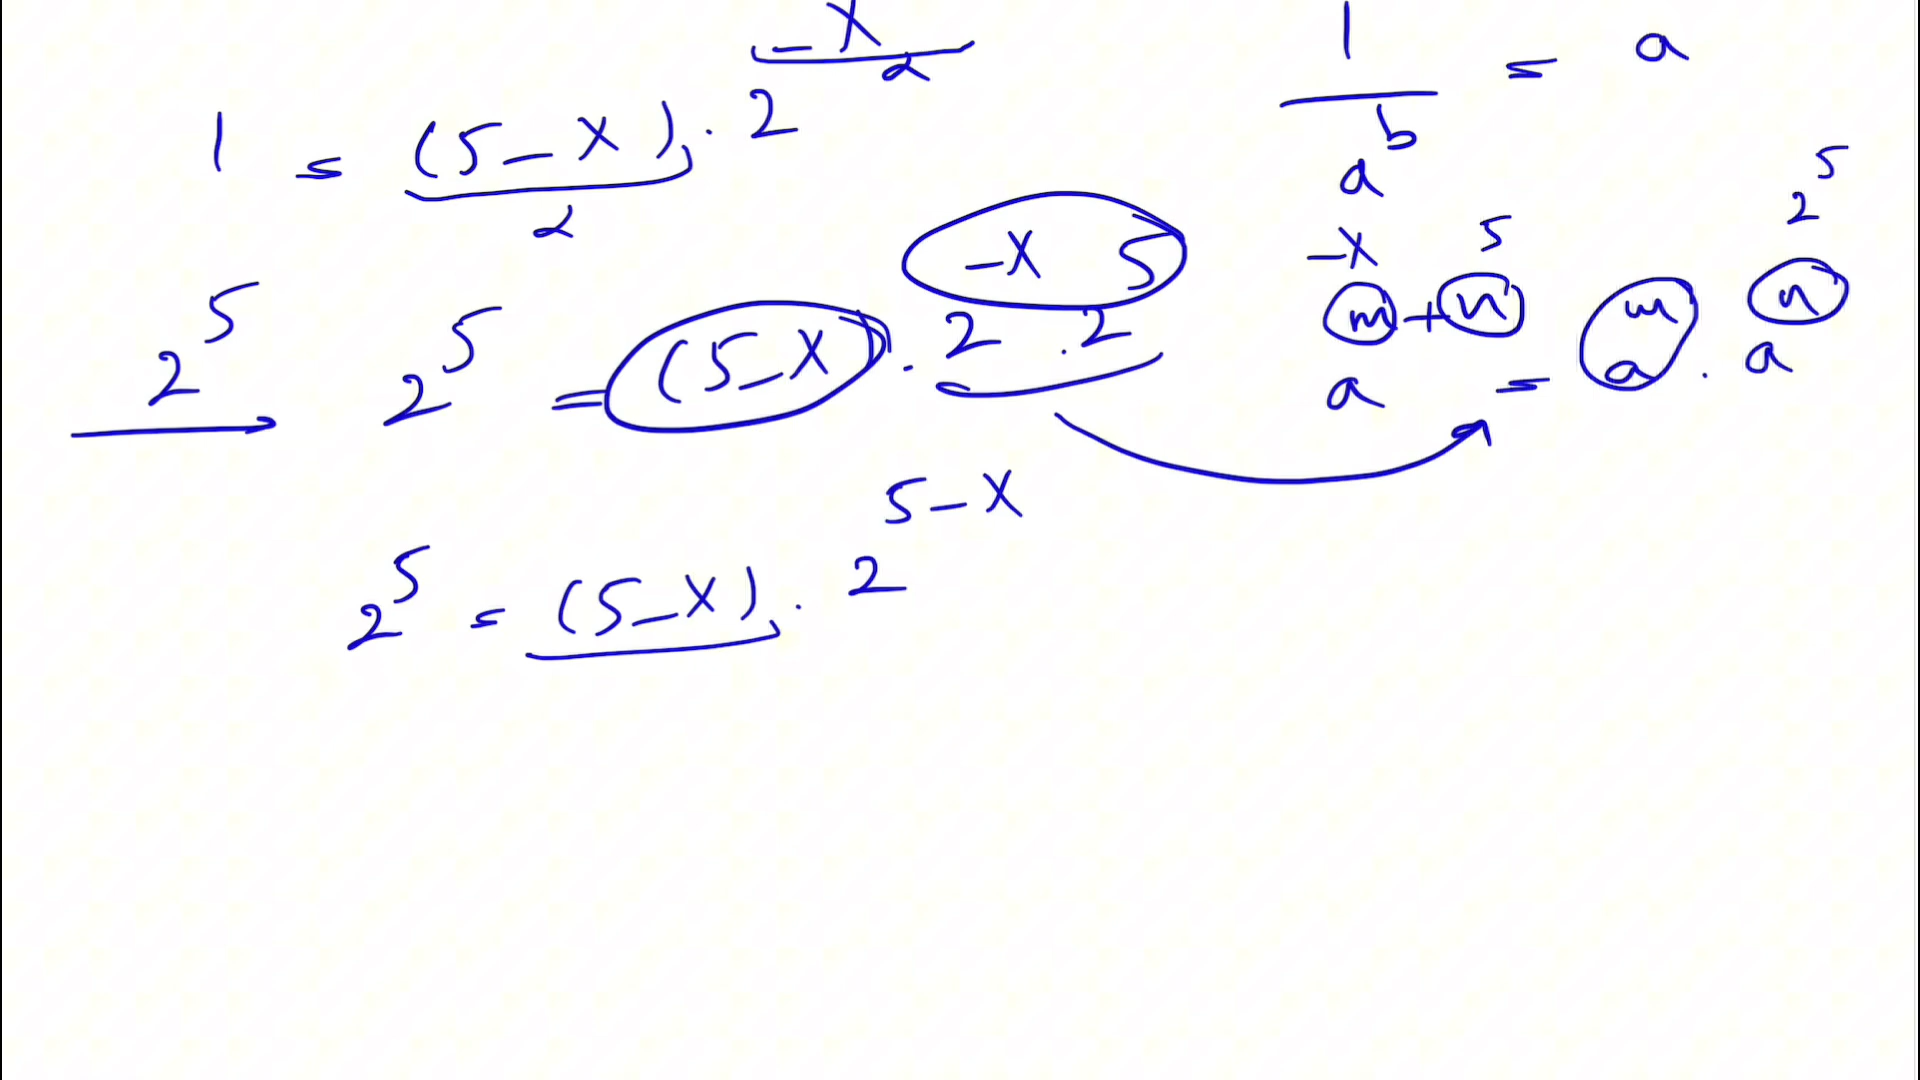 1 = (5-x) · 2^-x
α α
1/a^b = a
2^5
2^5 = (5-x) · 2^-x · 2^5
-x 5 2^5
a^m+n = a^m · a^n
2^5 = (5-x) · 2^5-x